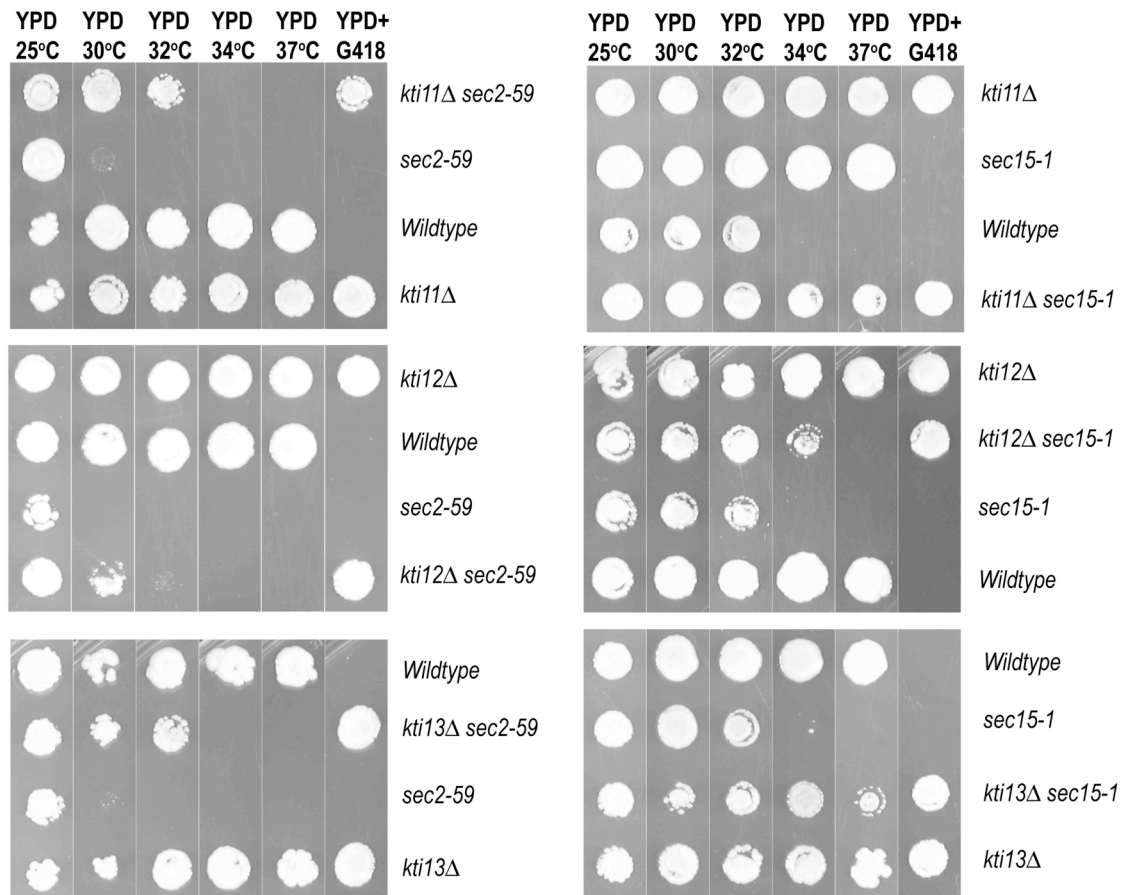 YPD YPD YPD YPD YPD YPD+
25°C 30°C 32°C 34°C 37°C G418
kti11Δ sec2-59
sec2-59
Wildtype
kti11Δ
kti12Δ
Wildtype
sec2-59
kti12Δ sec2-59
Wildtype
kti13Δ sec2-59
sec2-59
kti13Δ
YPD YPD YPD YPD YPD YPD+
25°C 30°C 32°C 34°C 37°C G418
kti11Δ
sec15-1
Wildtype
kti11Δ sec15-1
kti12Δ
kti12Δ sec15-1
sec15-1
Wildtype
Wildtype
sec15-1
kti13Δ sec15-1
kti13Δ